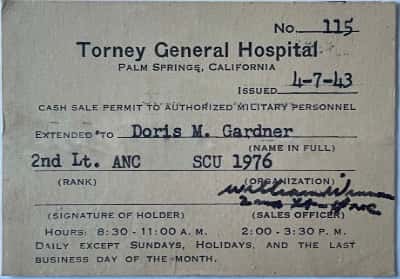 No. 115
Torney General Hospital
PALM SPRINGS, CALIFORNIA
ISSUED 4-7-43
CASH SALE PERMIT TO AUTHORIZED MILITARY PERSONNEL
EXTENDED TO Doris M. Gardner
(NAME IN FULL)
2nd Lt. ANC SCU 1976
(RANK) (ORGANIZATION)
William
2nd Lt
(SIGNATURE OF HOLDER) (SALES OFFICER)
HOURS: 8:30 - 11:00 A. M. 2:00 - 3:30 P. M.
DAILY EXCEPT SUNDAYS, HOLIDAYS, AND THE LAST
BUSINESS DAY OF THE MONTH.